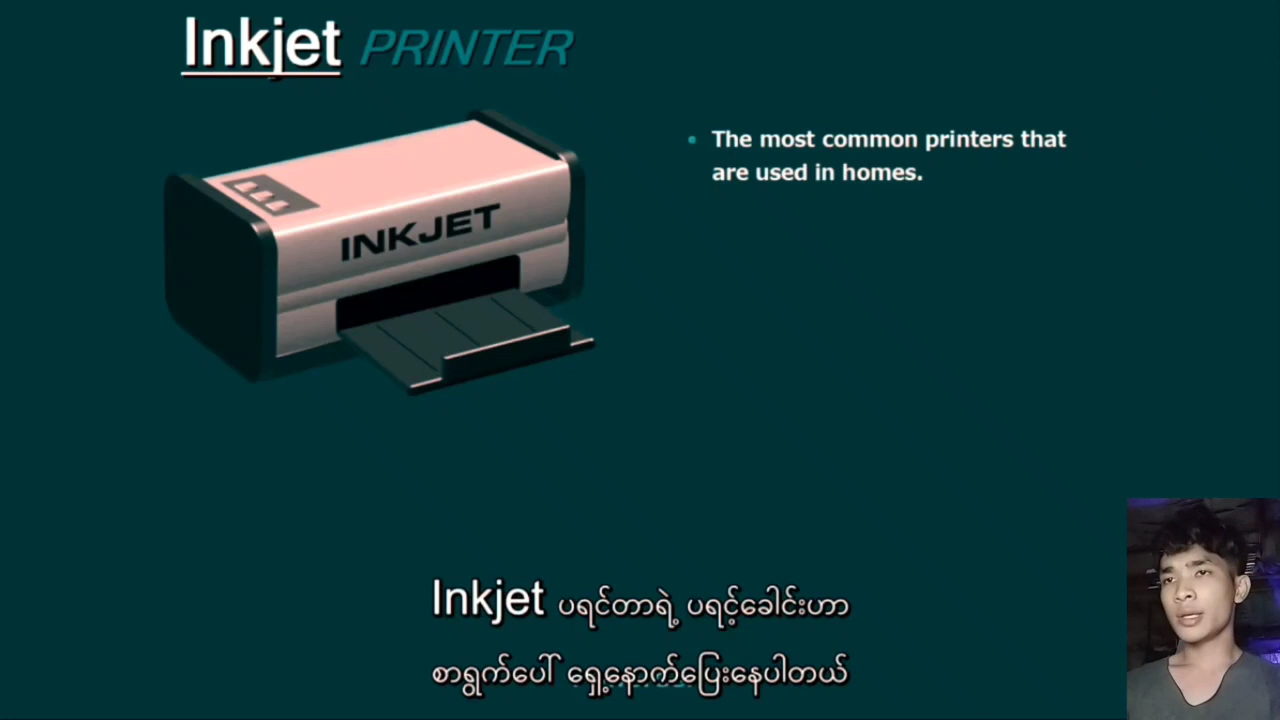 Inkjet PRINTER
INKJET
• The most common printers that
are used in homes.
Inkjet ပရင်တာရဲ့ ပရင့်ခေါင်းဟာ
စာရွက်ပေါ် ရှေ့နောက်ပြေးနေပါတယ်